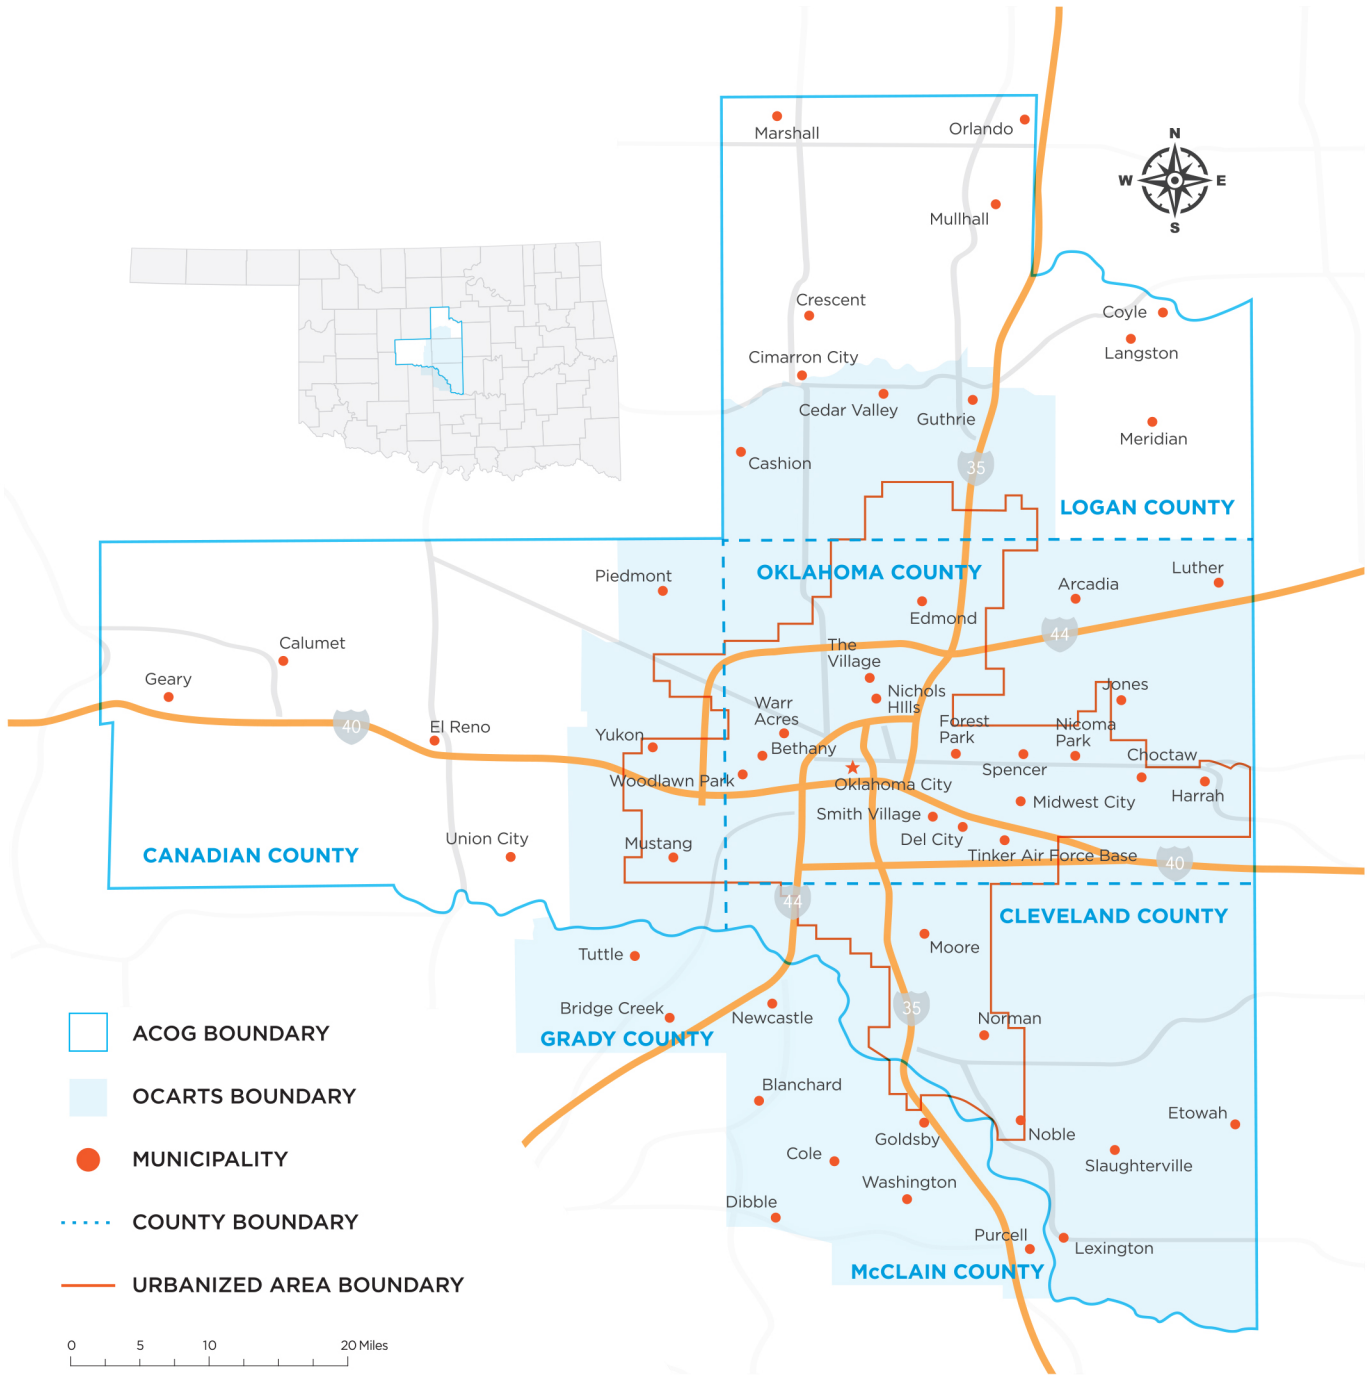 Marshall
Orlando
N
W
E
S
Mullhall
Crescent
Coyle
Cimarron City
Langston
Cedar Valley
Guthrie
Meridian
Cashion
35
LOGAN COUNTY
Piedmont
OKLAHOMA COUNTY
Luther
Arcadia
Edmond
44
Calumet
The
Village
Geary
Nichols
HIlls
Jones
Warr
Acres
40
El Reno
Yukon
Bethany
Forest
Park
Nicoma
Park
Choctaw
Woodlawn Park
Oklahoma City
Spencer
Harrah
Midwest City
Smith Village
Union City
Mustang
Del City
Tinker Air Force Base
CANADIAN COUNTY
40
44
CLEVELAND COUNTY
Moore
Tuttle
Bridge Creek
Newcastle
35
Norman
GRADY COUNTY
ACOG BOUNDARY
OCARTS BOUNDARY
Blanchard
Etowah
Goldsby
Noble
MUNICIPALITY
Cole
Slaughterville
Washington
Dibble
COUNTY BOUNDARY
Purcell
Lexington
McCLAIN COUNTY
URBANIZED AREA BOUNDARY
0 5 10 20 Miles